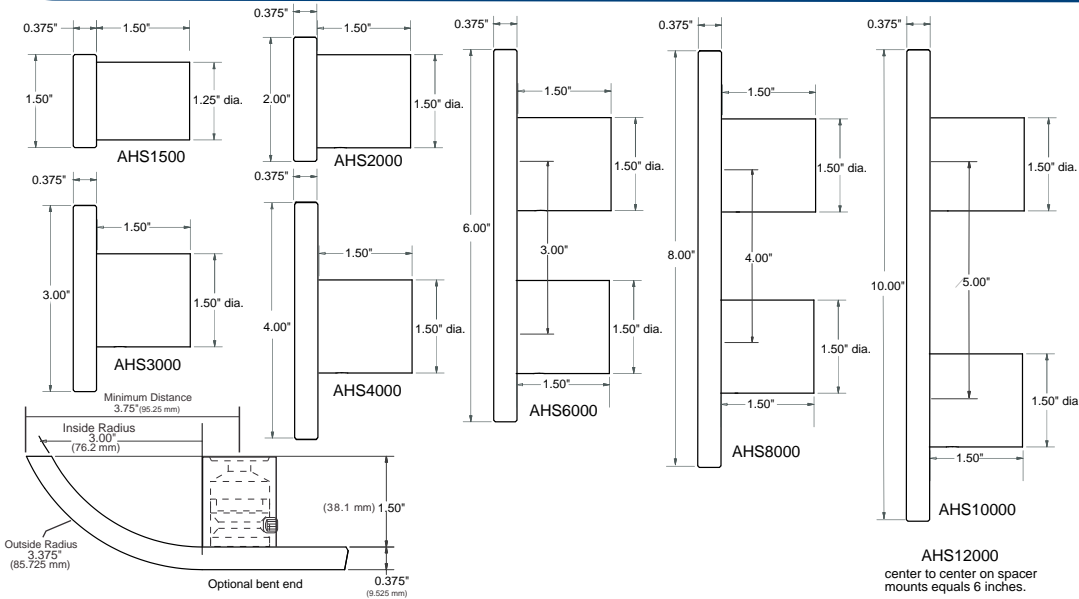 0.375"
1.50"
1.50"
1.25" dia.
AHS1500
0.375"
1.50"
2.00"
1.50" dia.
AHS2000
0.375"
1.50"
3.00"
1.50" dia.
AHS3000
0.375"
1.50"
4.00"
1.50" dia.
AHS4000
0.375"
1.50"
1.50" dia.
6.00"
3.00"
1.50" dia.
1.50"
AHS6000
0.375"
1.50"
1.50" dia.
8.00"
4.00"
1.50" dia.
1.50"
AHS8000
0.375"
1.50"
1.50" dia.
10.00"
5.00"
1.50" dia
1.50"
AHS10000
AHS12000
center to center on spacer
mounts equals 6 inches.
Minimum Distance
3.75"(95.25 mm)
Inside Radius
3.00"
(76.2 mm)
(38.1 mm) 1.50"
Outside Radius
3.375"
(85.725 mm)
Optional bent end
0.375"
(9.525 mm)